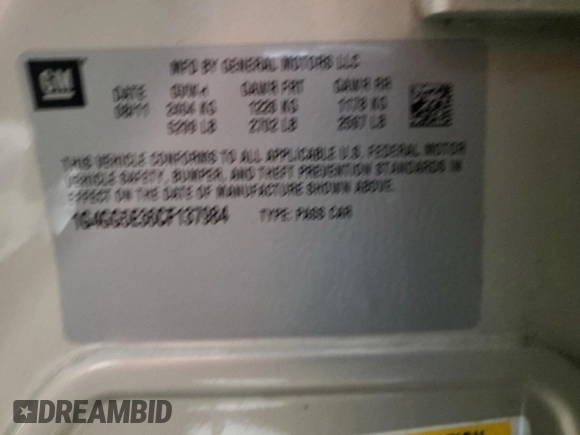 GM
MFD BY GENERAL MOTORS LLC
DATE GVWR GAWR FRT GAWR RR
08/11 2404 KG 1226 KG 1178 KG
5299 LB 2702 LB 2597 LB
THIS VEHICLE CONFORMS TO ALL APPLICABLE U.S. FEDERAL MOTOR
VEHICLE SAFETY, BUMPER, AND THEFT PREVENTION STANDARDS IN
EFFECT ON THE DATE OF MANUFACTURE SHOWN ABOVE.
TYPE: PASS CAR
DREAMBID